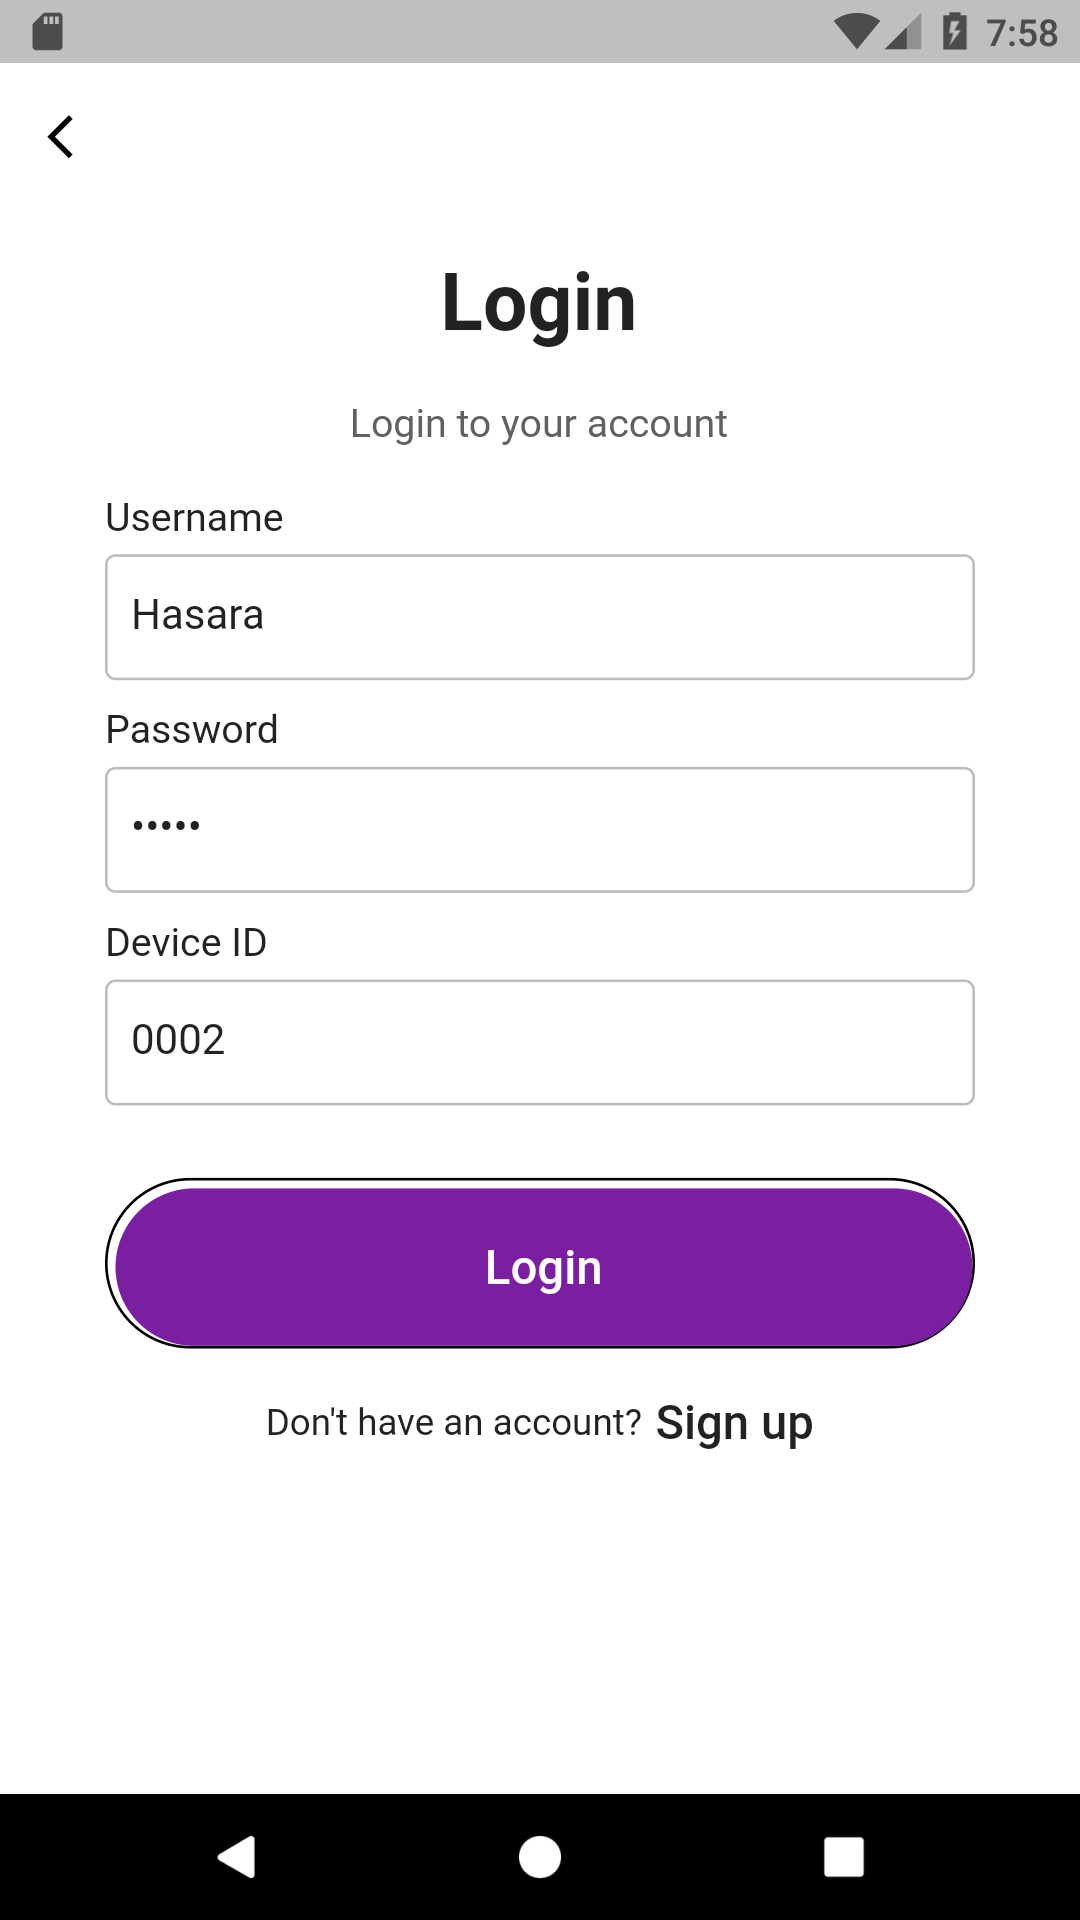 7:58
Login
Login to your account
Username
Hasara
Password
•••••
Device ID
0002
Login
Don't have an account? Sign up